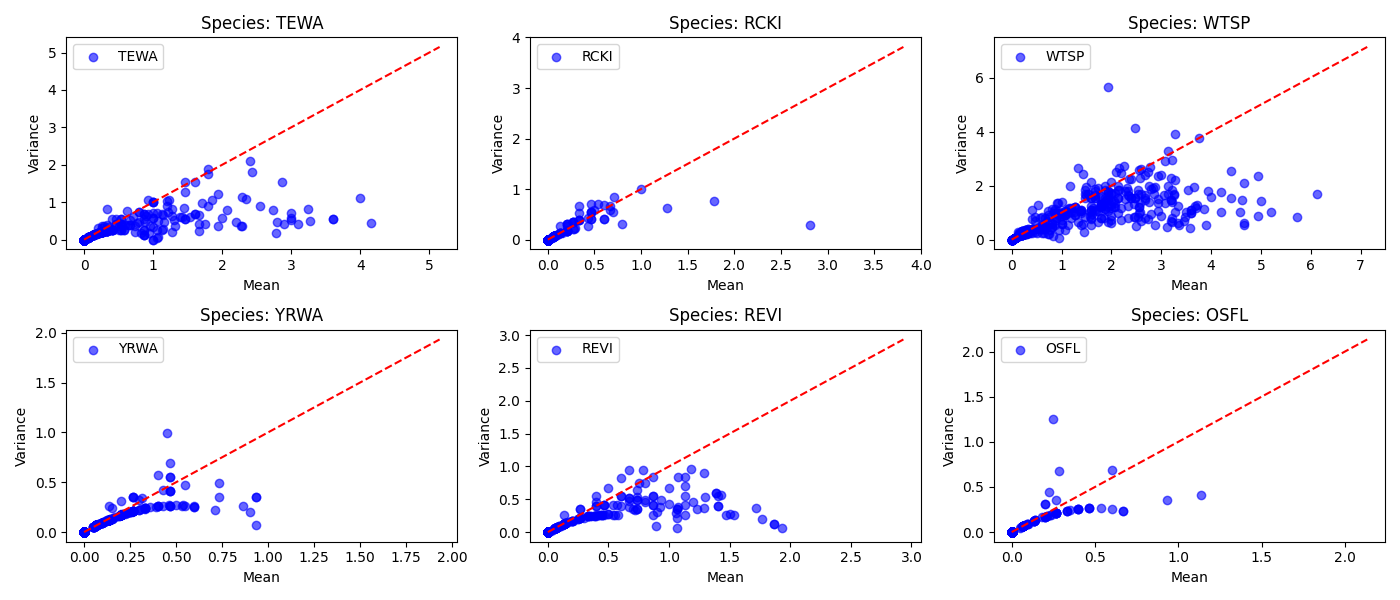 Species: TEWA
TEWA
Variance
5
4
3
2
1
0
0 1 2 3 4 5
Mean
Species: RCKI
RCKI
Variance
4
3
2
1
0
0.0 0.5 1.0 1.5 2.0 2.5 3.0 3.5 4.0
Mean
Species: WTSP
WTSP
Variance
6
4
2
0
0 1 2 3 4 5 6 7
Mean
Species: YRWA
YRWA
Variance
2.0
1.5
1.0
0.5
0.0
0.00 0.25 0.50 0.75 1.00 1.25 1.50 1.75 2.00
Mean
Species: REVI
REVI
Variance
3.0
2.5
2.0
1.5
1.0
0.5
0.0
0.0 0.5 1.0 1.5 2.0 2.5 3.0
Mean
Species: OSFL
OSFL
Variance
2.0
1.5
1.0
0.5
0.0
0.0 0.5 1.0 1.5 2.0
Mean